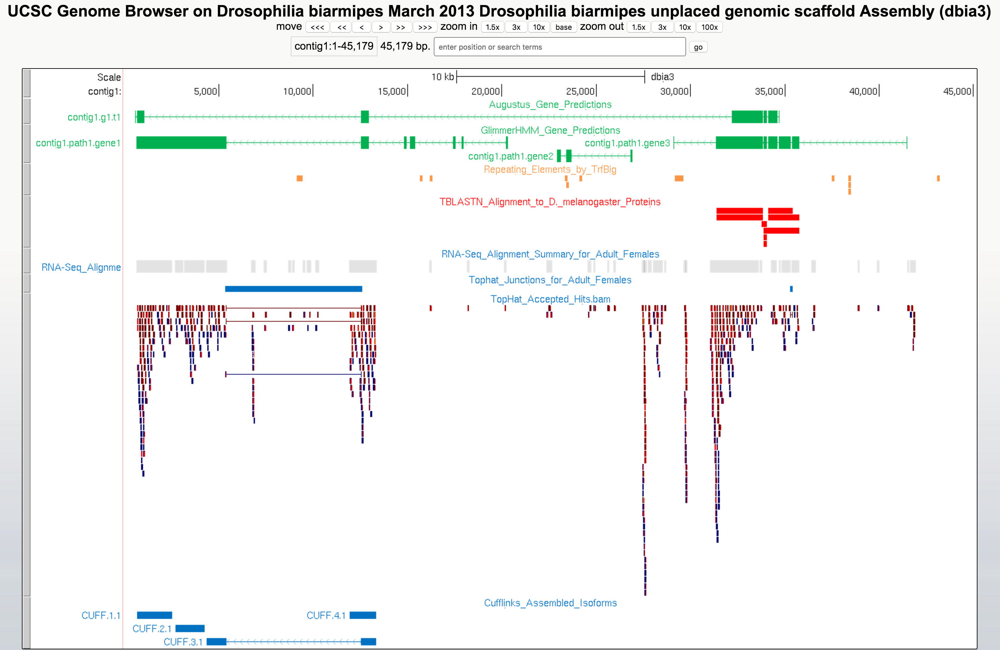 UCSC Genome Browser on Drosophilia biarmipes March 2013 Drosophilia biarmipes unplaced genomic scaffold Assembly (dbia3)
move <<< << < > >> >>> zoom in 1.5x 3x 10x base zoom out 1.5x 3x 10x 100x
contig1:1-45,179 45,179 bp. enter position or search terms go
Scale 10 kb dbia3
contig1: 5,000 10,000 15,000 20,000 25,000 30,000 35,000 40,000 45,000
Augustus_Gene_Predictions
contig1.g1.t1
GlimmerHMM_Gene_Predictions
contig1.path1.gene1 contig1.path1.gene3
contig1.path1.gene2
Repeating_Elements_by_TrfBig
TBLASTN_Alignment_to_D._melanogaster_Proteins
RNA-Seq_Alignment_Summary_for_Adult_Females
RNA-Seq_Alignme
Tophat_Junctions_for_Adult_Females
TopHat_Accepted_Hits.bam
Cufflinks_Assembled_Isoforms
CUFF.1.1 CUFF.4.1
CUFF.2.1
CUFF.3.1